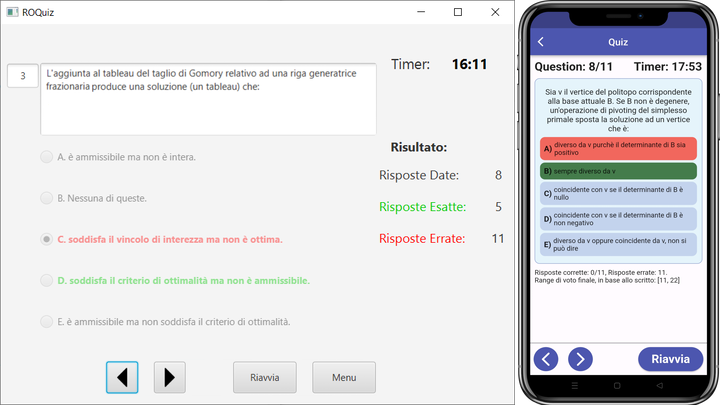 ROQuiz
3
L'aggiunta al tableau del taglio di Gomory relativo ad una riga generatrice
frazionaria produce una soluzione (un tableau) che:
A. è ammissibile ma non è intera.
B. Nessuna di queste.
C. soddisfa il vincolo di interezza ma non è ottima.
D. soddisfa il criterio di ottimalità ma non è ammissibile.
E. è ammissibile ma non soddisfa il criterio di ottimalità.
Timer: 16:11
Risultato:
Risposte Date: 8
Risposte Esatte: 5
Risposte Errate: 11
Riavvia
Menu
Quiz
Question: 8/11 Timer: 17:53
Sia v il vertice del politopo corrispondente
alla base attuale B. Se B non è degenere,
un'operazione di pivoting del simplesso
primale sposta la soluzione ad un vertice
che è:
A) diverso da v purchè il determinante di B sia
positivo
B) sempre diverso da v
C) coincidente con v se il determinante di B è
nullo
D) coincidente con v se il determinante di B è
non negativo
E) diverso da v oppure coincidente da v, non si
può dire
Risposte corrette: 0/11, Risposte errate: 11.
Range di voto finale, in base allo scritto: [11, 22]
Riavvia